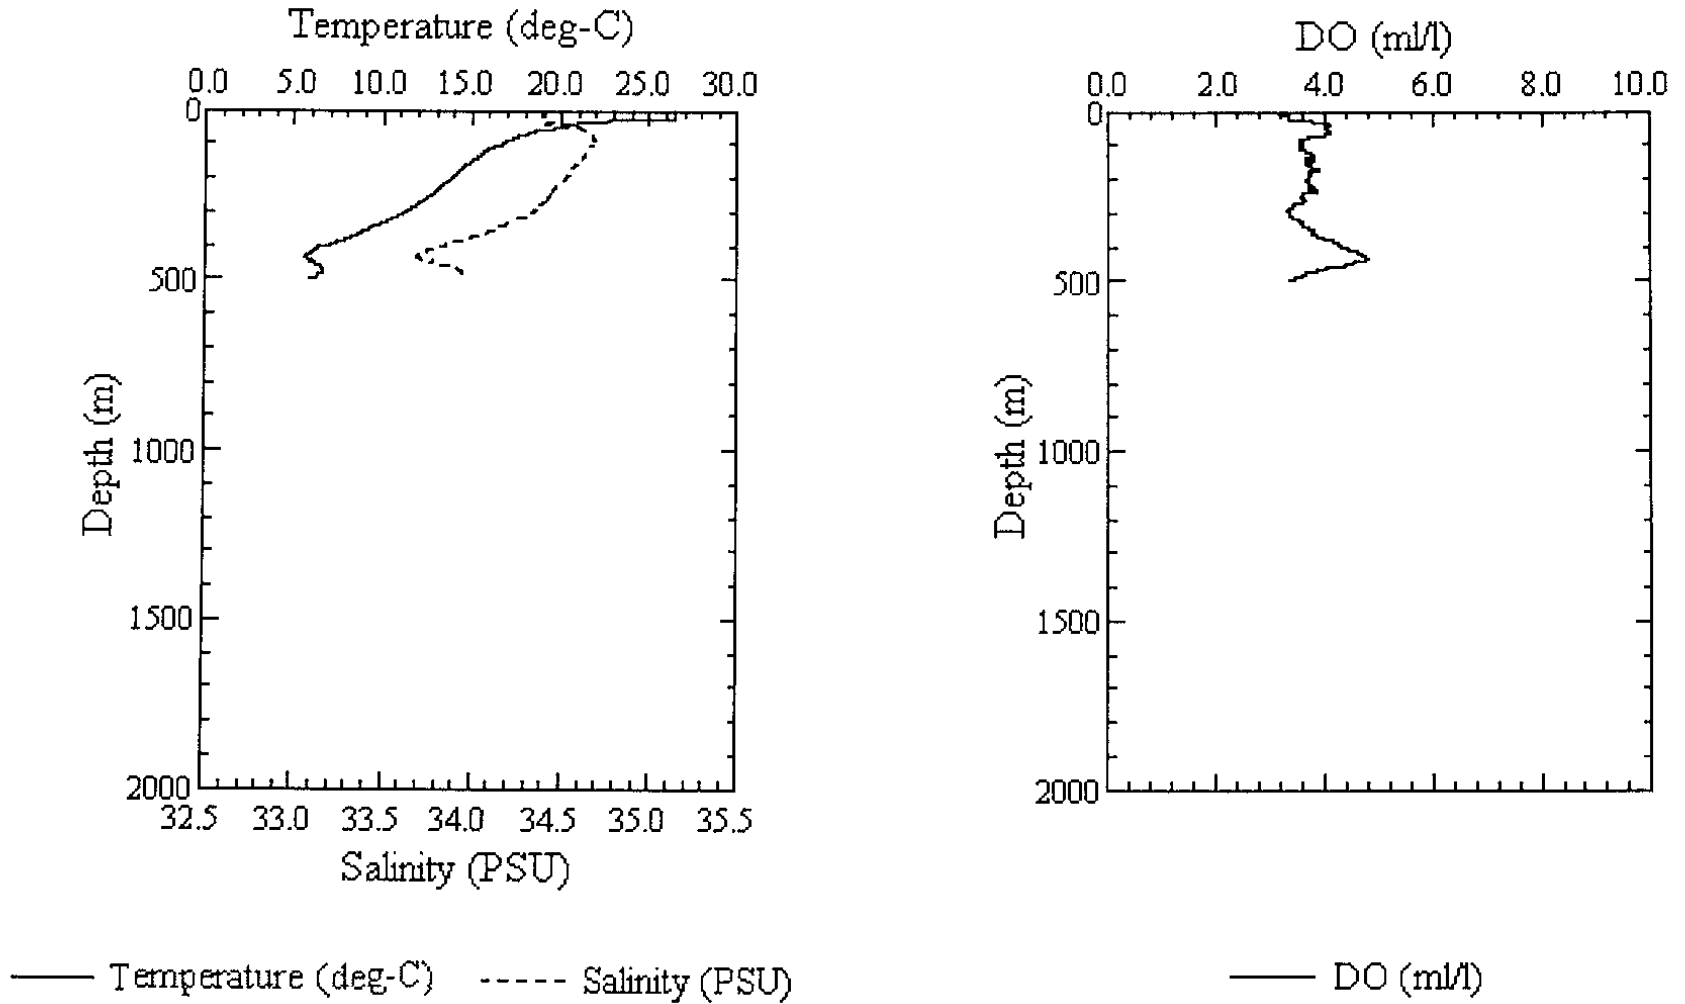 Temperature (deg-C)
0.0 5.0 10.0 15.0 20.0 25.0 30.0
0
500
1000
1500
2000
Depth (m)
32.5 33.0 33.5 34.0 34.5 35.0 35.5
Salinity (PSU)
Temperature (deg-C) Salinity (PSU)
DO (ml/l)
0.0 2.0 4.0 6.0 8.0 10.0
0
500
1000
1500
2000
Depth (m)
DO (ml/l)